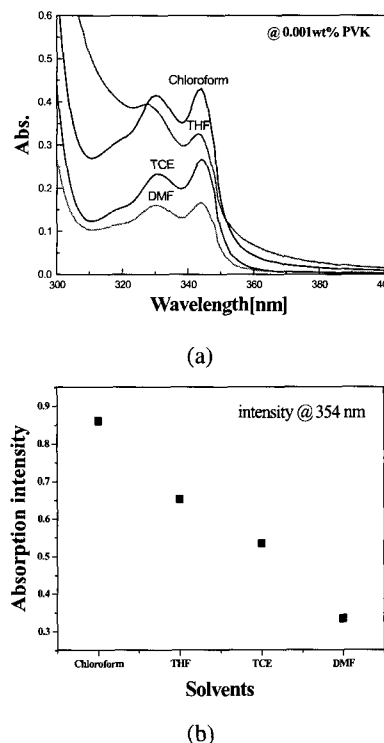 @ 0.001wt% PVK
Chloroform
THF
TCE
DMF
0.6
0.5
0.4
0.3
0.2
0.1
0.0
Abs.
300 320 340 360 380 400
Wavelength[nm]
(a)
intensity @ 354 nm
0.9
0.8
0.7
0.6
0.5
0.4
0.3
Absorption intensity
Chloroform THF TCE DMF
Solvents
(b)